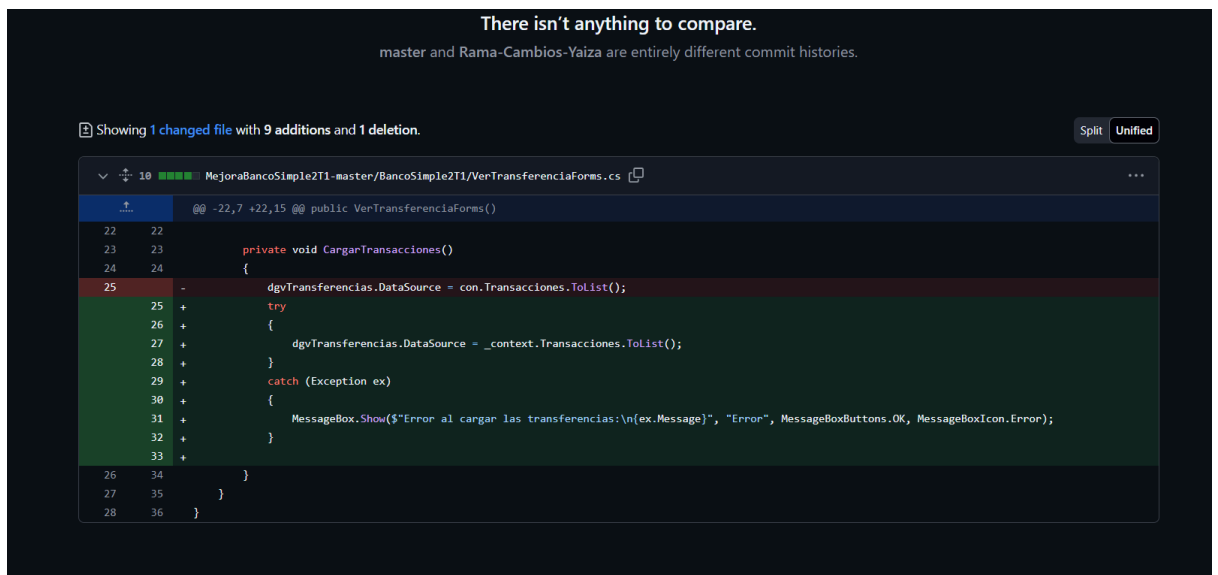 There isn't anything to compare.
master and Rama-Cambios-Yaiza are entirely different commit histories.
Showing 1 changed file with 9 additions and 1 deletion.
Split Unified
10 MejoraBancoSimple2T1-master/BancoSimple2T1/VerTransferenciaForms.cs
@@ -22,7 +22,15 @@ public VerTransferenciaForms()
22 22
23 23 private void CargarTransacciones()
24 24 {
25 - dgvTransferencias.DataSource = con.Transacciones.ToList();
25 + try
26 + {
27 + dgvTransferencias.DataSource = _context.Transacciones.ToList();
28 + }
29 + catch (Exception ex)
30 + {
31 + MessageBox.Show($"Error al cargar las transferencias:\n{ex.Message}", "Error", MessageBoxButtons.OK, MessageBoxIcon.Error);
32 + }
33 +
26 34 }
27 35 }
28 36 }